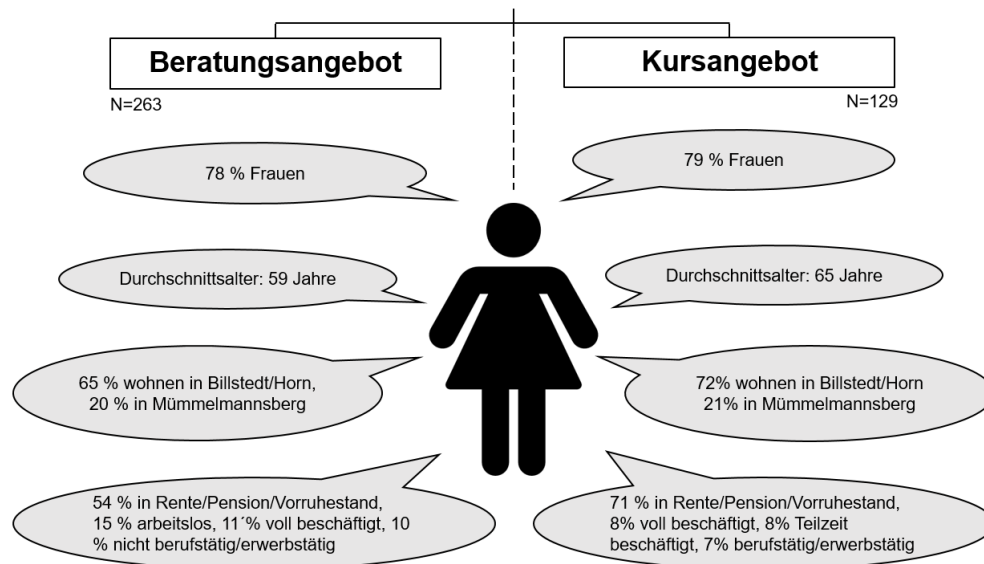 Beratungsangebot
N=263
78 % Frauen
Durchschnittsalter: 59 Jahre
65 % wohnen in Billstedt/Horn,
20 % in Mümmelmannsberg
54 % in Rente/Pension/Vorruhestand,
15 % arbeitslos, 11´% voll beschäftigt, 10
% nicht berufstätig/erwerbstätig
Kursangebot
N=129
79 % Frauen
Durchschnittsalter: 65 Jahre
72% wohnen in Billstedt/Horn
21% in Mümmelmannsberg
71 % in Rente/Pension/Vorruhestand,
8% voll beschäftigt, 8% Teilzeit
beschäftigt, 7% berufstätig/erwerbstätig